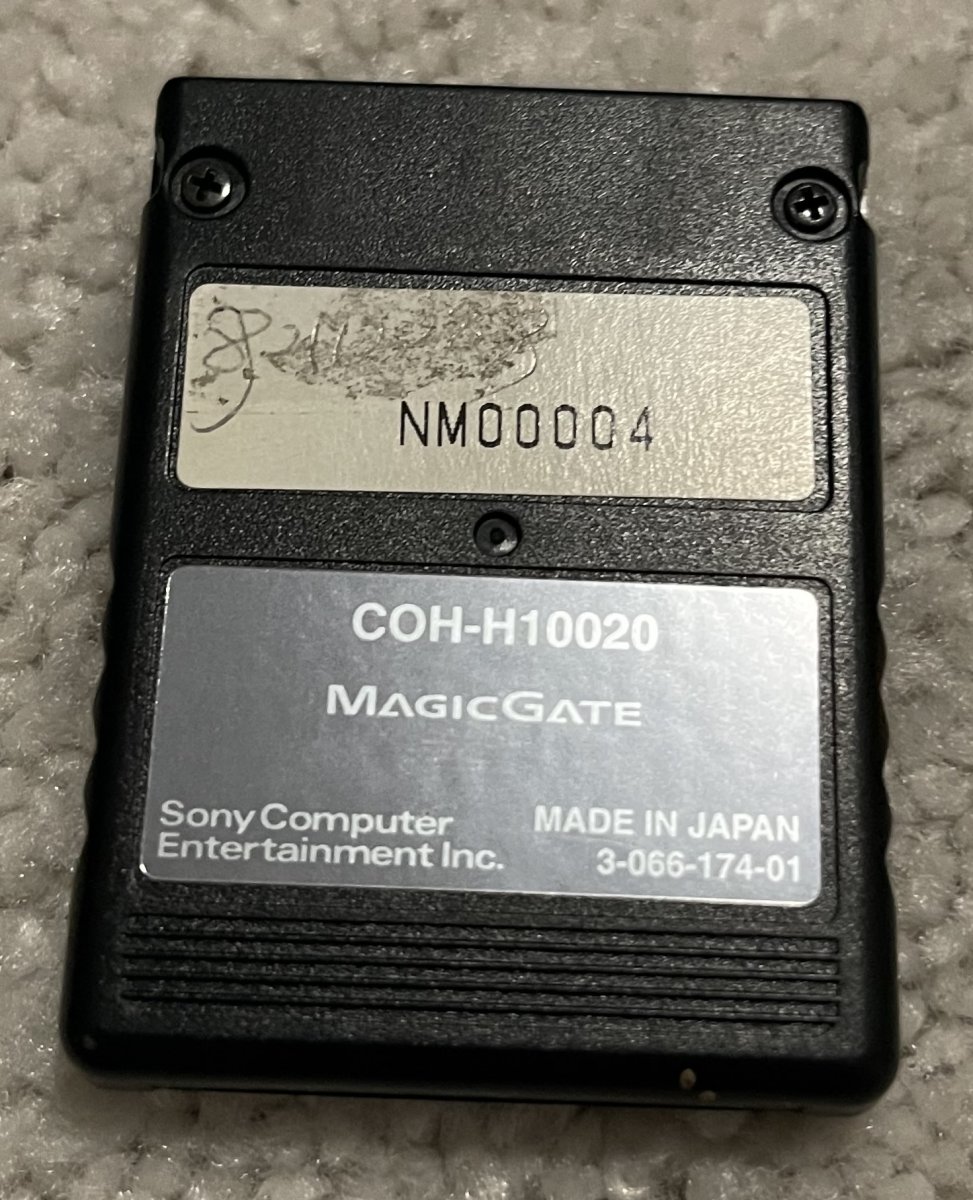 NM00004
COH-H10020
MAGICGATE
Sony Computer
Entertainment Inc.
MADE IN JAPAN
3-066-174-01